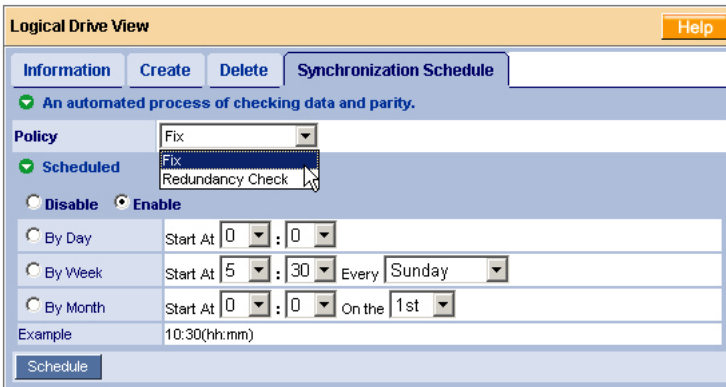 Logical Drive View Help
Information Create Delete Synchronization Schedule
An automated process of checking data and parity.
Policy Fix
Fix
Scheduled
Redundancy Check
Disable Enable
By Day Start At 0 : 0
By Week Start At 5 : 30 Every Sunday
By Month Start At 0 : 0 On the 1st
Example 10:30(hh:mm)
Schedule